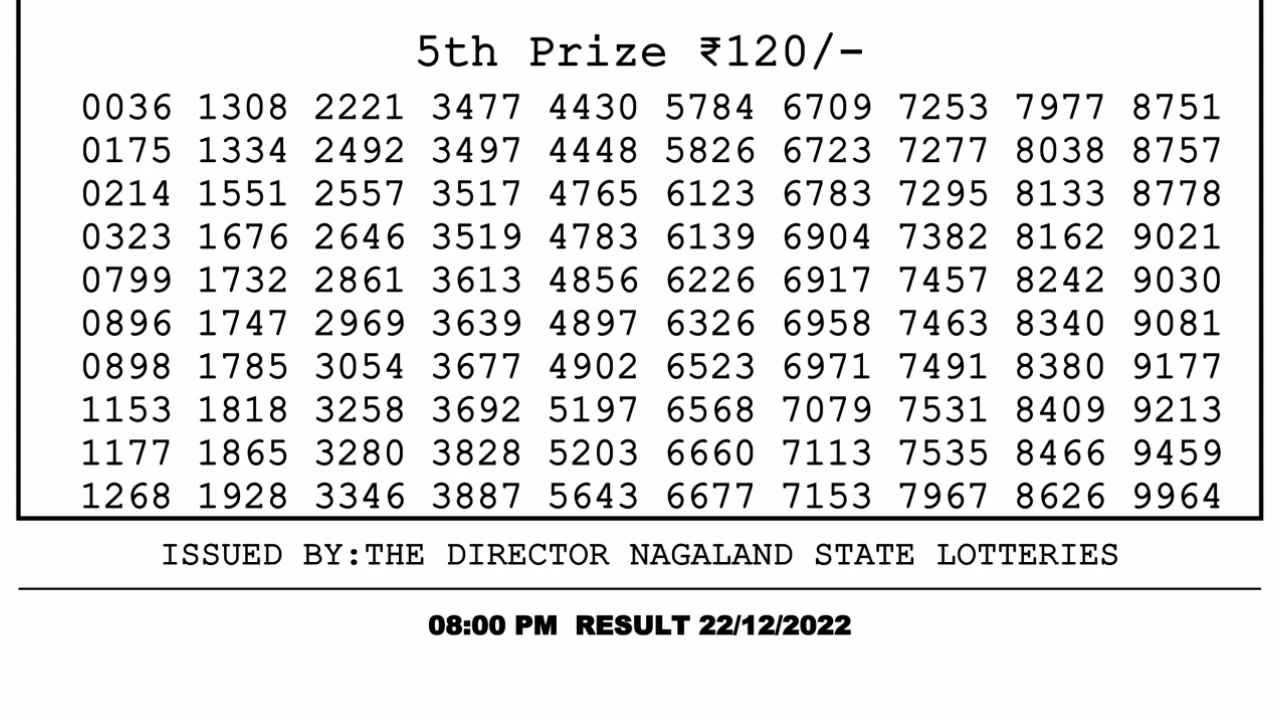 5th Prize ₹120/-
0036 1308 2221 3477 4430 5784 6709 7253 7977 8751
0175 1334 2492 3497 4448 5826 6723 7277 8038 8757
0214 1551 2557 3517 4765 6123 6783 7295 8133 8778
0323 1676 2646 3519 4783 6139 6904 7382 8162 9021
0799 1732 2861 3613 4856 6226 6917 7457 8242 9030
0896 1747 2969 3639 4897 6326 6958 7463 8340 9081
0898 1785 3054 3677 4902 6523 6971 7491 8380 9177
1153 1818 3258 3692 5197 6568 7079 7531 8409 9213
1177 1865 3280 3828 5203 6660 7113 7535 8466 9459
1268 1928 3346 3887 5643 6677 7153 7967 8626 9964
ISSUED BY:THE DIRECTOR NAGALAND STATE LOTTERIES
08:00 PM RESULT 22/12/2022